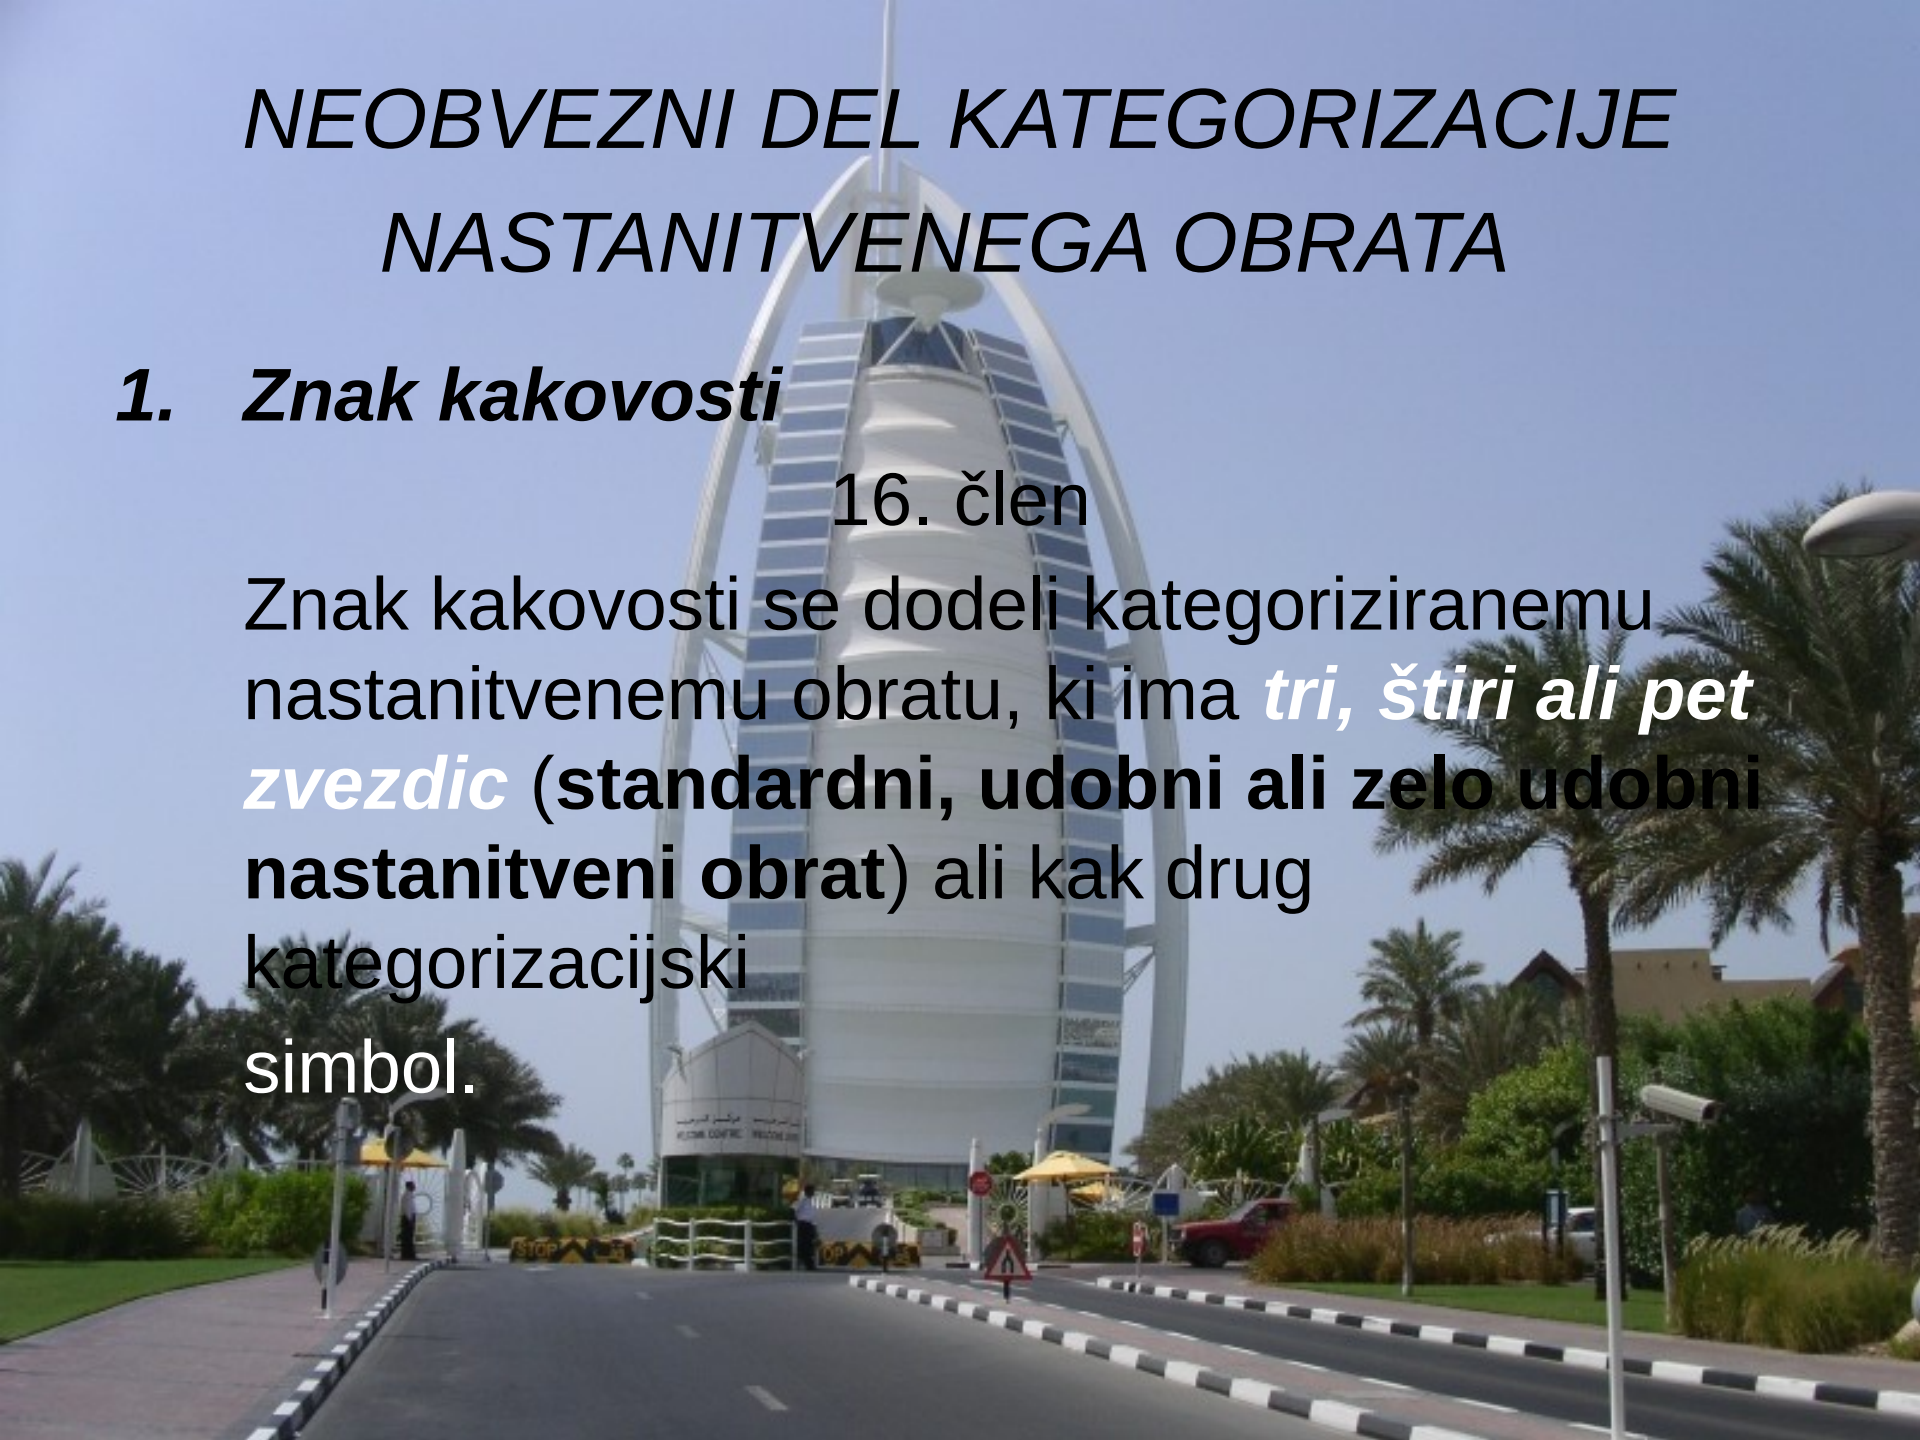 NEOBVEZNI DEL KATEGORIZACIJE
NASTANITVENEGA OBRATA
1. Znak kakovosti
16. člen
Znak kakovosti se dodeli kategoriziranemu
nastanitvenemu obratu, ki ima tri, štiri ali pet
zvezdic (standardni, udobni ali zelo udobni
nastanitveni obrat) ali kak drug
kategorizacijski
simbol.
STOP